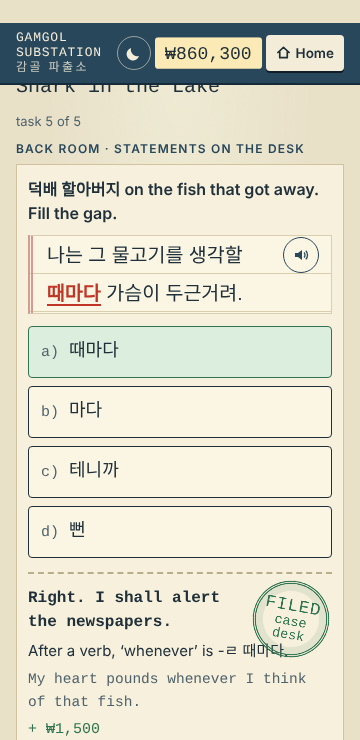 GAMGOL
SUBSTATION
감골 파출소
₩860,300
Home
Shark in the Lake
task 5 of 5
BACK ROOM · STATEMENTS ON THE DESK
덕배 할아버지 on the fish that got away.
Fill the gap.
나는 그 물고기를 생각할
때마다 가슴이 두근거려.
a) 때마다
b) 마다
c) 테니까
d) 뻔
Right. I shall alert
the newspapers.
FILED
case
desk
After a verb, ‘whenever’ is -ㄹ 때마다.
My heart pounds whenever I think
of that fish.
+ ₩1,500